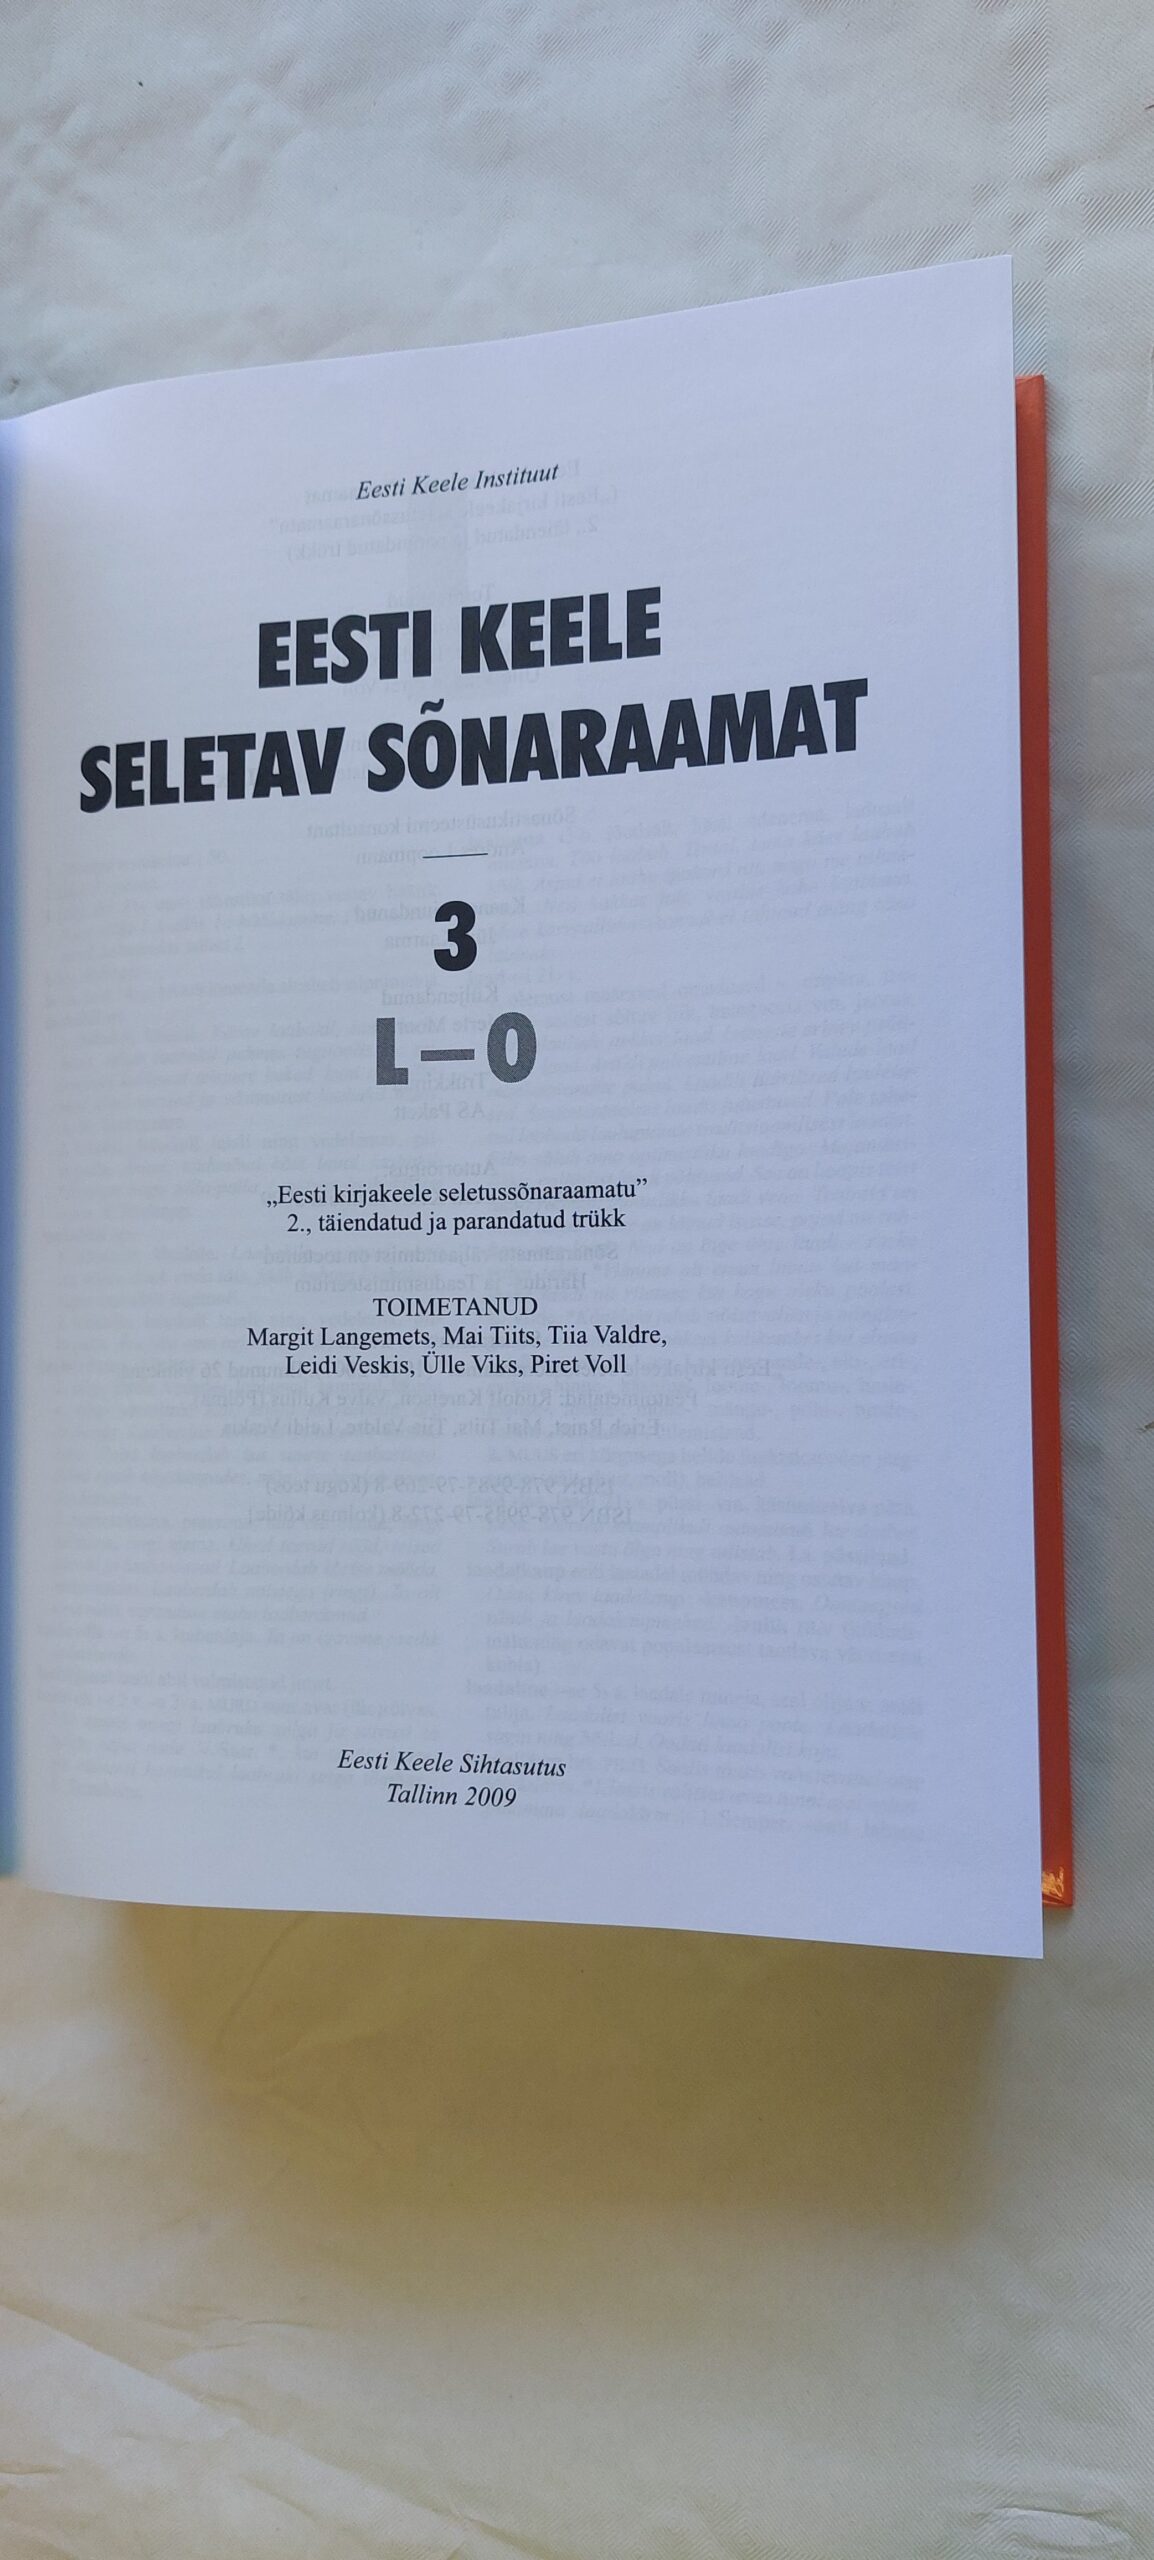 Eesti Keele Instituut
EESTI KEELE
SELETAV SÕNARAAMAT
3
L–O
„Eesti kirjakeele seletussõnaraamatu”
2., täiendatud ja parandatud trükk
TOIMETANUD
Margit Langemets, Mai Tiits, Tiia Valdre,
Leidi Veskis, Ülle Viks, Piret Voll
Eesti Keele Sihtasutus
Tallinn 2009